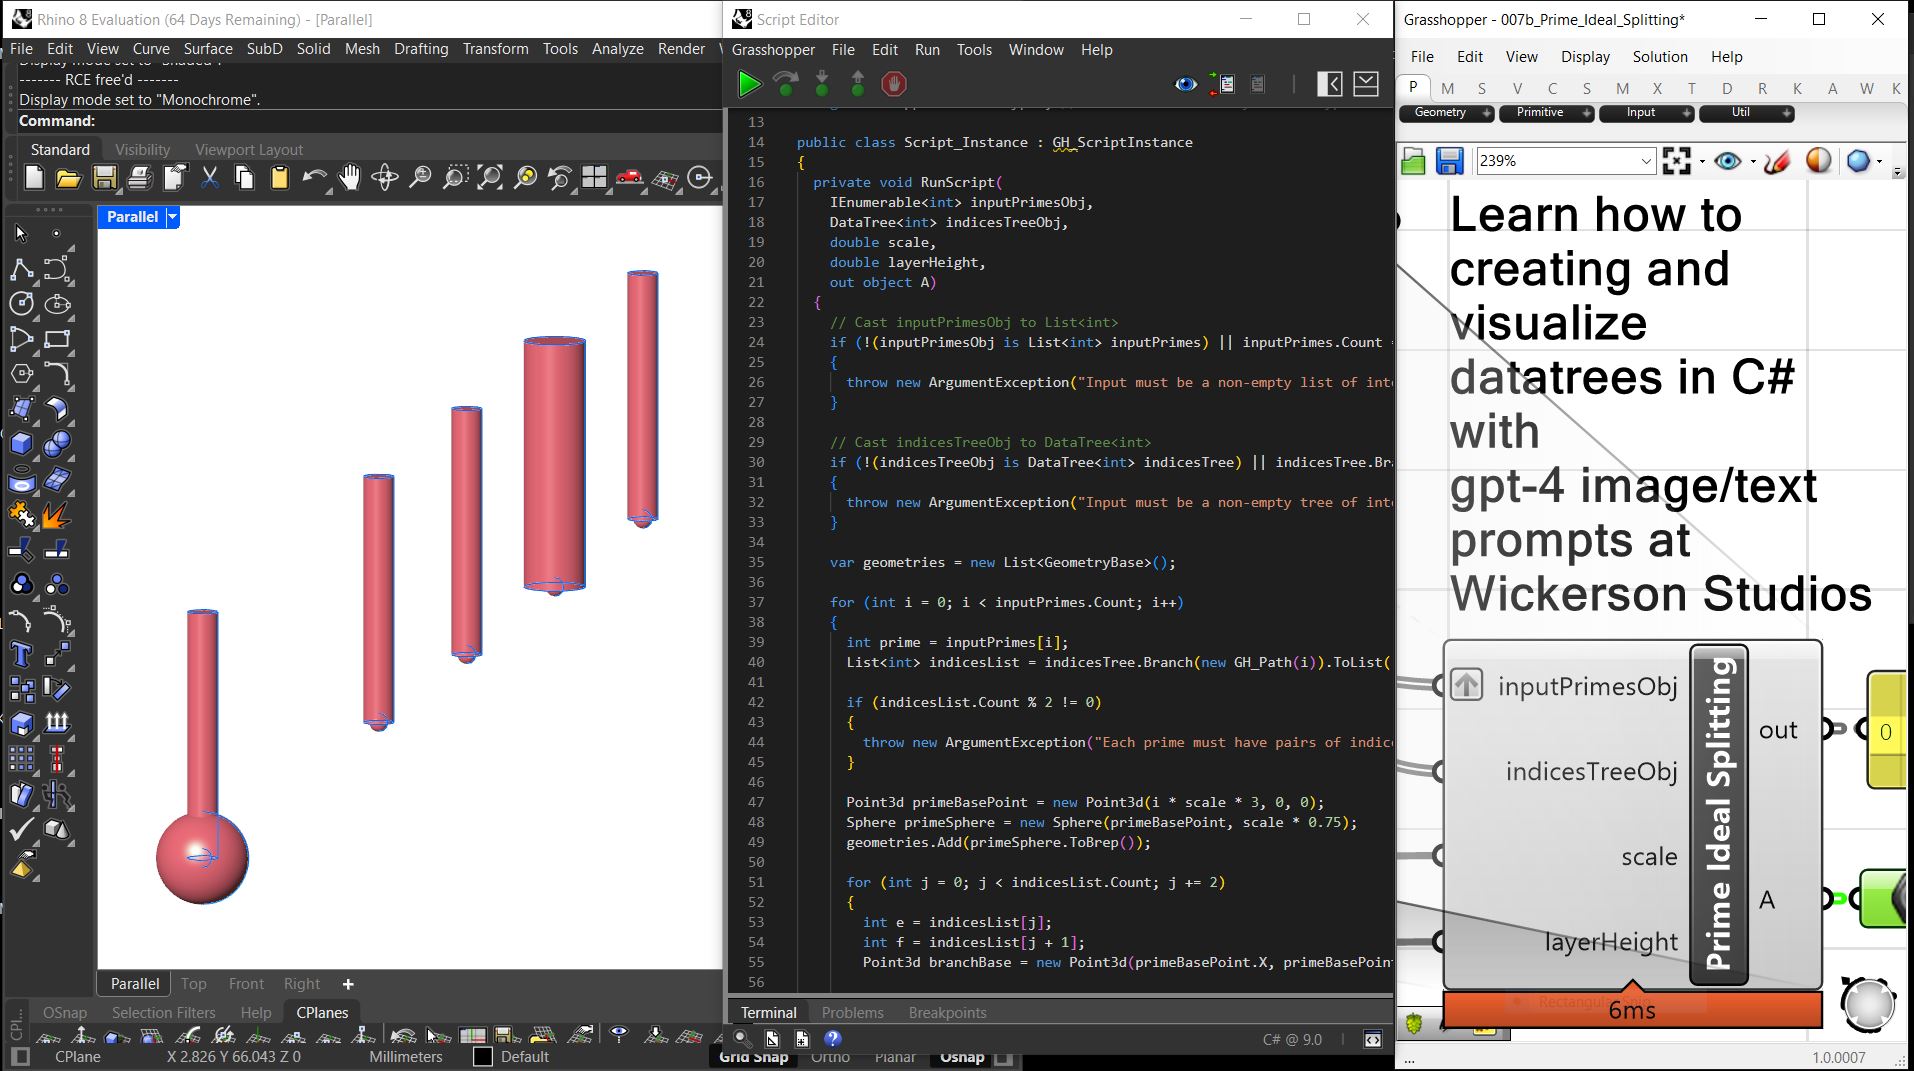 Rhino 8 Evaluation (64 Days Remaining) - [Parallel]
File Edit View Curve Surface SubD Solid Mesh Drafting Transform Tools Analyze Render
------- RCE free'd -------
Display mode set to "Monochrome".
Command:
Standard Visibility Viewport Layout
Parallel
Parallel Top Front Right +
OSnap Selection Filters Help CPlanes
CPlane X 2.826 Y 66.043 Z 0 Millimeters Default Grid Snap Ortho Planar Osnap
Script Editor
Grasshopper File Edit Run Tools Window Help
13
14 public class Script_Instance : GH_ScriptInstance
15 {
16 private void RunScript(
17 IEnumerable<int> inputPrimesObj,
18 DataTree<int> indicesTreeObj,
19 double scale,
20 double layerHeight,
21 out object A)
22 {
23 // Cast inputPrimesObj to List<int>
24 if (!(inputPrimesObj is List<int> inputPrimes) || inputPrimes.Count =
25 {
26 throw new ArgumentException("Input must be a non-empty list of inte
27 }
28
29 // Cast indicesTreeObj to DataTree<int>
30 if (!(indicesTreeObj is DataTree<int> indicesTree) || indicesTree.Bra
31 {
32 throw new ArgumentException("Input must be a non-empty tree of inte
33 }
34
35 var geometries = new List<GeometryBase>();
36
37 for (int i = 0; i < inputPrimes.Count; i++)
38 {
39 int prime = inputPrimes[i];
40 List<int> indicesList = indicesTree.Branch(new GH_Path(i)).ToList(
41
42 if (indicesList.Count % 2 != 0)
43 {
44 throw new ArgumentException("Each prime must have pairs of indic
45 }
46
47 Point3d primeBasePoint = new Point3d(i * scale * 3, 0, 0);
48 Sphere primeSphere = new Sphere(primeBasePoint, scale * 0.75);
49 geometries.Add(primeSphere.ToBrep());
50
51 for (int j = 0; j < indicesList.Count; j += 2)
52 {
53 int e = indicesList[j];
54 int f = indicesList[j + 1];
55 Point3d branchBase = new Point3d(primeBasePoint.X, primeBasePoin
56
Terminal Problems Breakpoints
C# @ 9.0
Grasshopper - 007b_Prime_Ideal_Splitting*
File Edit View Display Solution Help
P M S V C S M X T D R K A W K
Geometry Primitive Input Util
239%
Learn how to
creating and
visualize
datatrees in C#
with
gpt-4 image/text
prompts at
Wickerson Studios
inputPrimesObj
indicesTreeObj
scale
layerHeight
Prime Ideal Splitting
out
A
0
6ms
...
1.0.0007